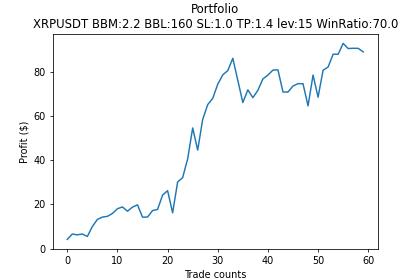 Portfolio
XRPUSDT BBM:2.2 BBL:160 SL:1.0 TP:1.4 lev:15 WinRatio:70.0
80
60
40
20
0
Profit ($)
0 10 20 30 40 50 60
Trade counts